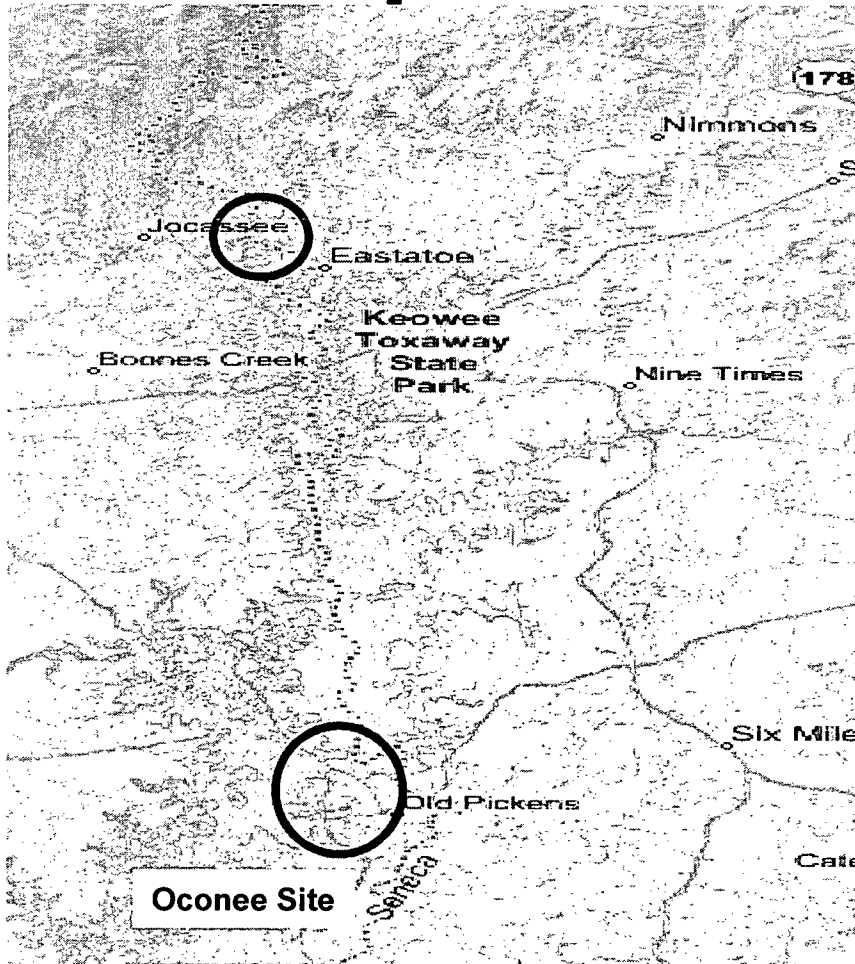 178
Nimmons
Jocassee
Eastatoe
Keowee
Toxaway
State
Park
Boones Creek
Nine Times
Six Mile
Old Pickens
Seneca
Oconee Site